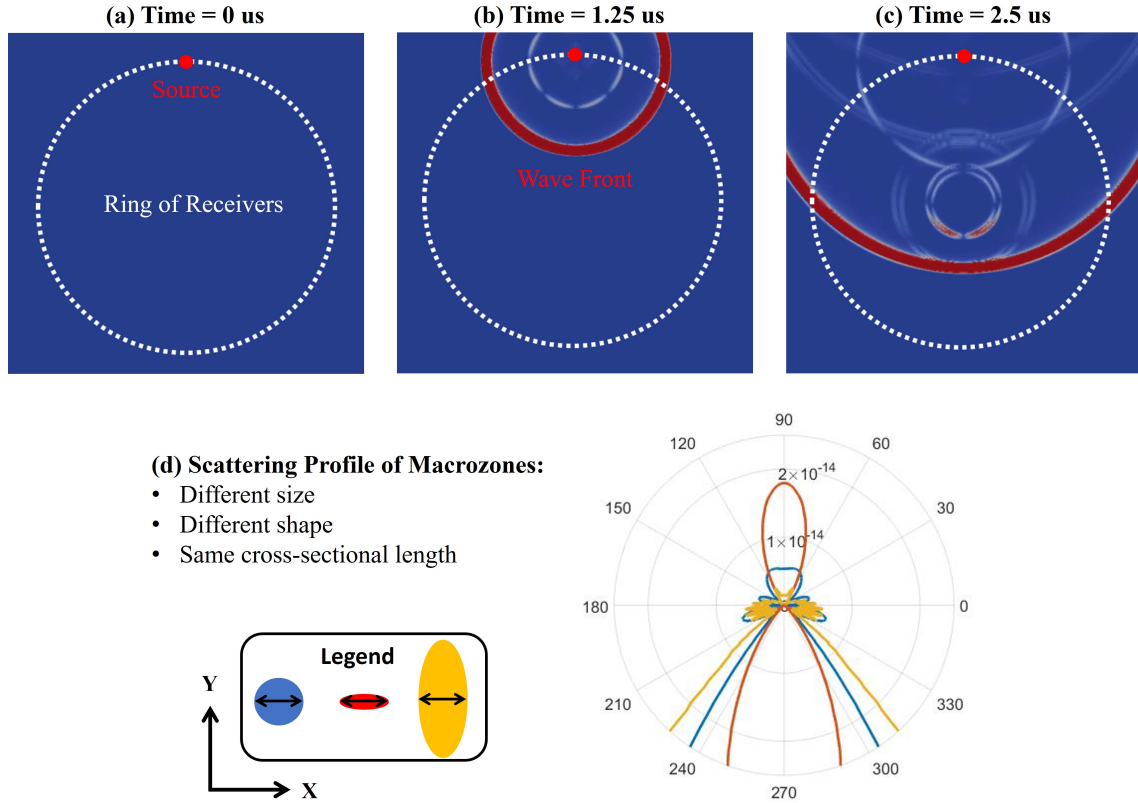 (a) Time = 0 us
(b) Time = 1.25 us
(c) Time = 2.5 us
Source
Ring of Receivers
Wave Front
(d) Scattering Profile of Macrozones:
• Different size
• Different shape
• Same cross-sectional length
Legend
Y
X
90
120
60
2×10-14
150
30
1×10-14
180
0
210
330
240
300
270